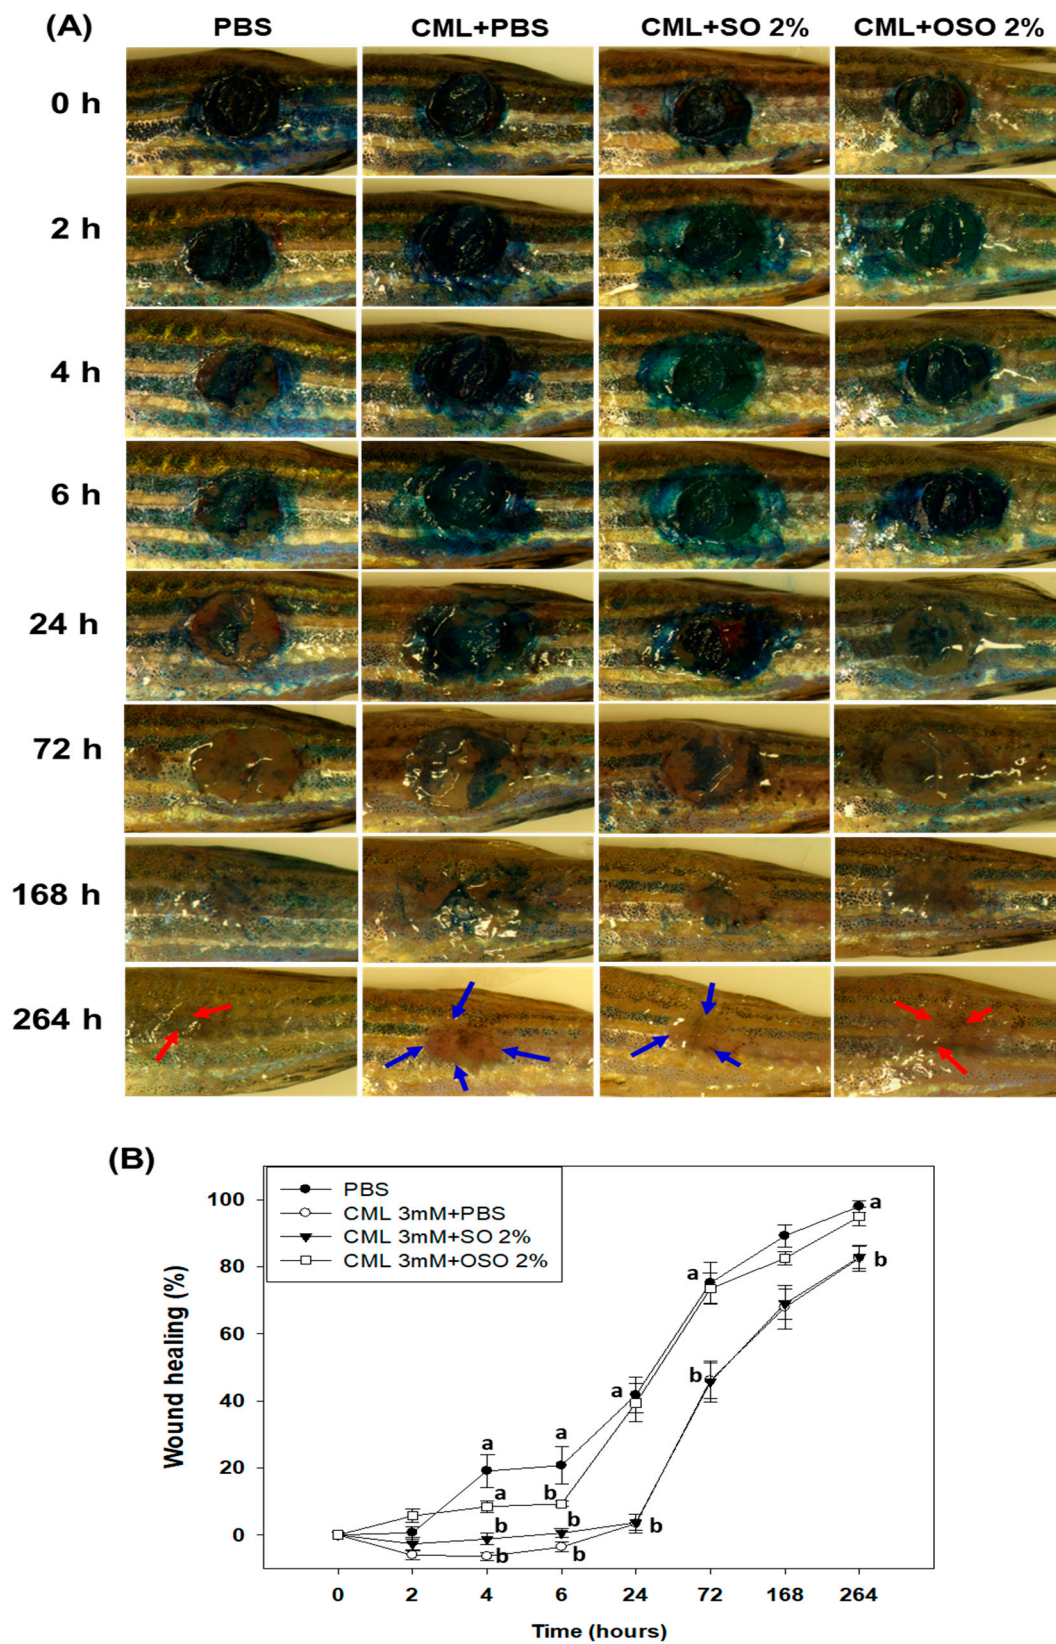 (A)
PBS CML+PBS CML+SO 2% CML+OSO 2%
0 h
2 h
4 h
6 h
24 h
72 h
168 h
264 h
(B)
PBS
CML 3mM+PBS
CML 3mM+SO 2%
CML 3mM+OSO 2%
Wound healing (%)
100
80
60
40
20
0
a
a
b
b
a
b
b
b
a
b
a
b
a
b
0 2 4 6 24 72 168 264
Time (hours)